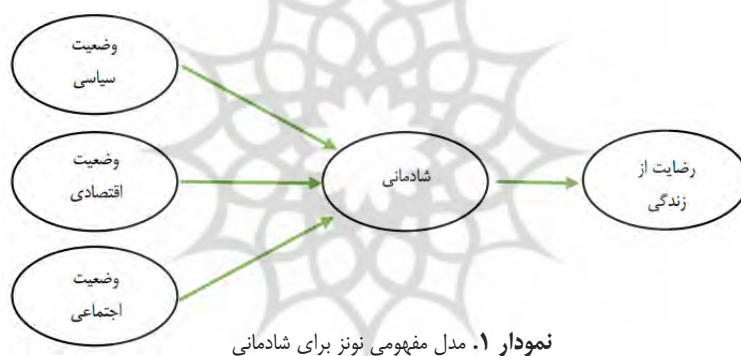 وضعیت
سیاسی
وضعیت
اقتصادی
وضعیت
اجتماعی
شادمانی
رضایت از
زندگی
نمودار ۱. مدل مفهومی نونز برای شادمانی